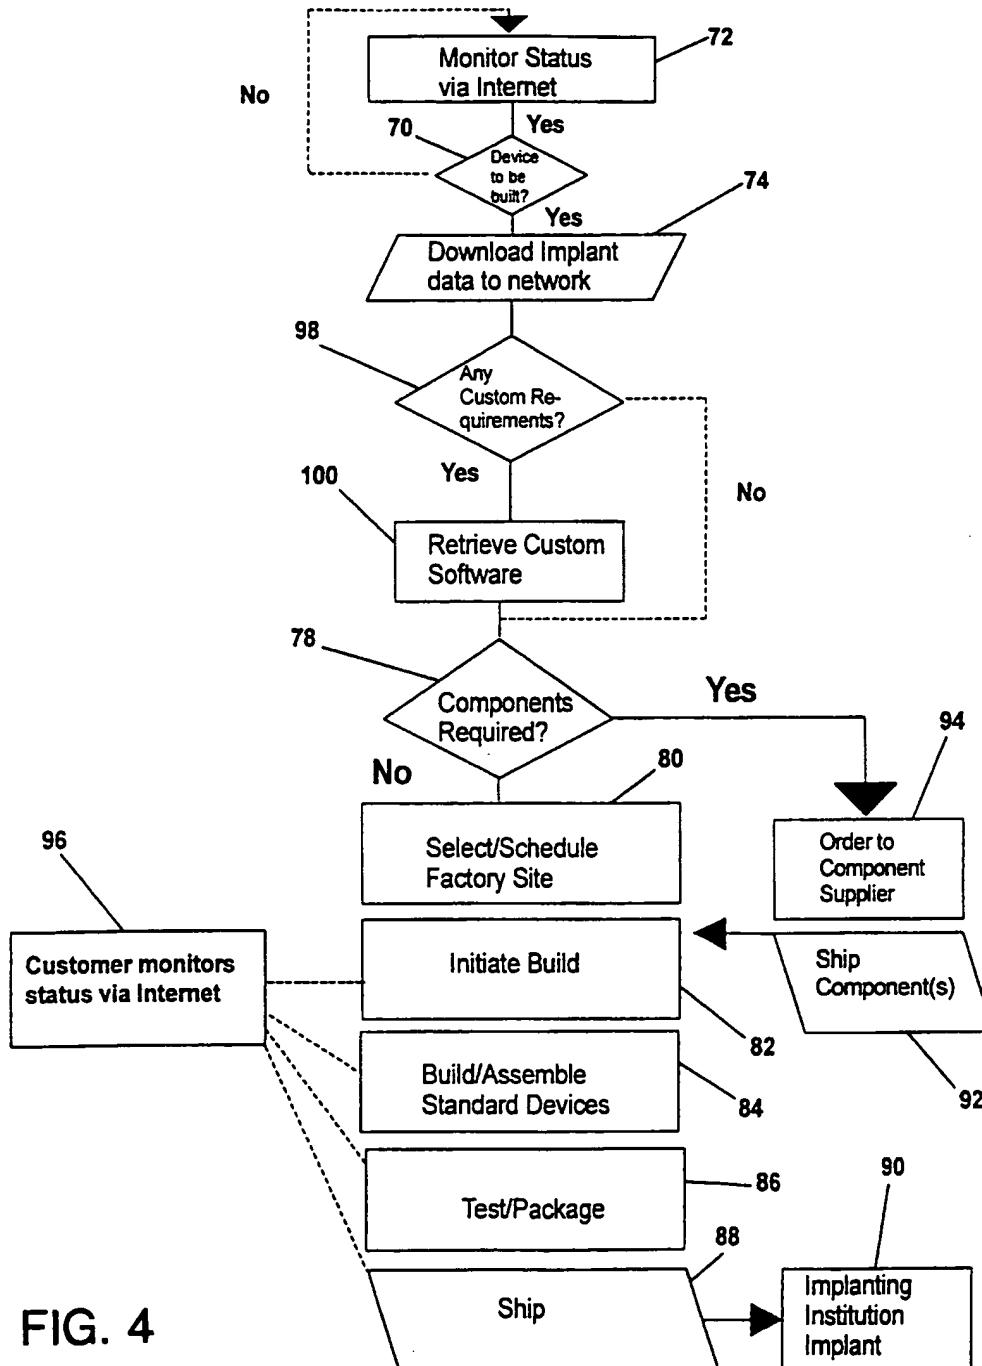 72
Monitor Status
via Internet
No
Yes
70
Device
to be
built?
74
Yes
Download Implant
data to network
98
Any
Custom Re-
quirements?
Yes
No
100
Retrieve Custom
Software
78
Components
Required?
Yes
No
80
94
Select/Schedule
Factory Site
Order to
Component
Supplier
96
Customer monitors
status via Internet
Initiate Build
Ship
Component(s)
82
92
Build/Assemble
Standard Devices
84
Test/Package
86
90
88
Ship
Implanting
Institution
Implant
FIG. 4